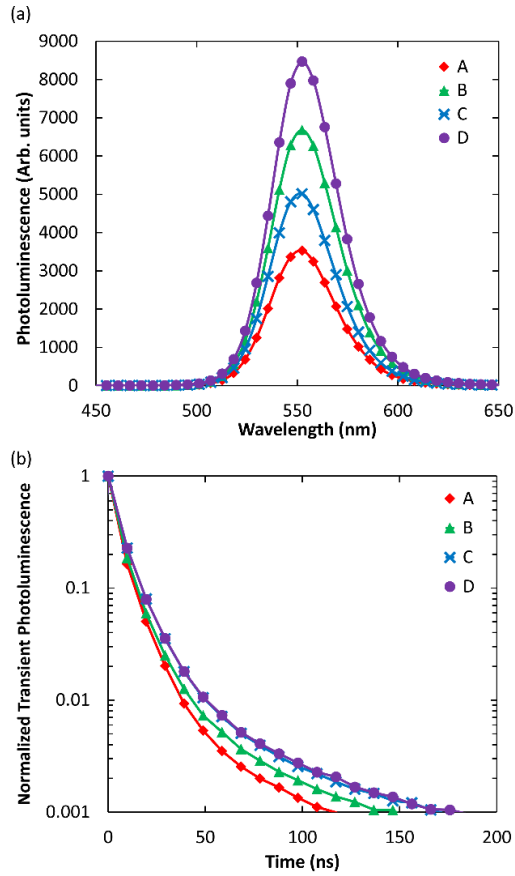 (a)
9000
8000
7000
6000
5000
4000
3000
2000
1000
0
Photoluminescence (Arb. units)
A
B
C
D
450 500 550 600 650
Wavelength (nm)
(b)
1
0.1
0.01
0.001
Normalized Transient Photoluminescence
A
B
C
D
0 50 100 150 200
Time (ns)